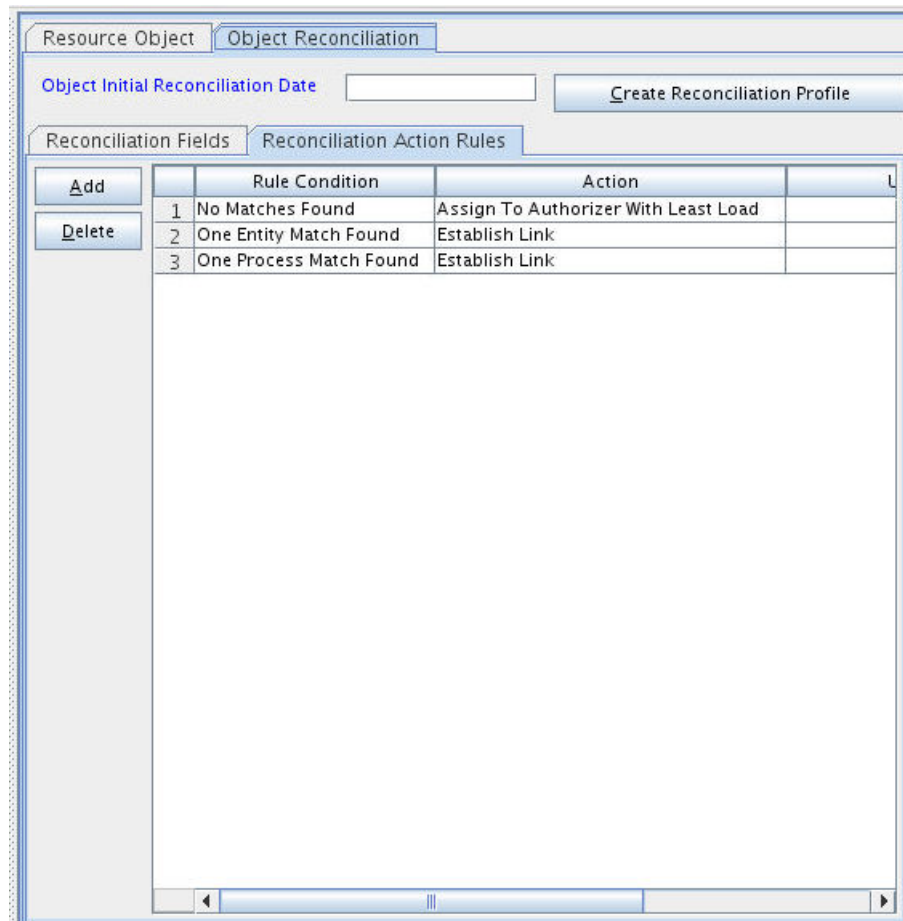 Resource Object Object Reconciliation
Object Initial Reconciliation Date Create Reconciliation Profile
Reconciliation Fields Reconciliation Action Rules
Add
Delete
Rule Condition Action
1 No Matches Found Assign To Authorizer With Least Load
2 One Entity Match Found Establish Link
3 One Process Match Found Establish Link